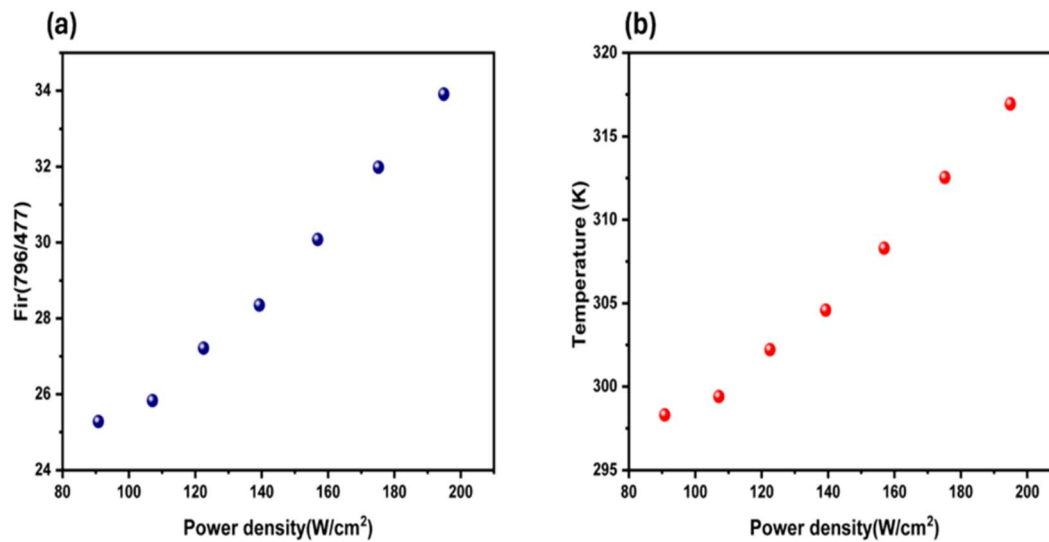 (a)
34
32
30
28
26
24
80 100 120 140 160 180 200
Fir(796/477)
Power density(W/cm²)
(b)
320
315
310
305
300
295
80 100 120 140 160 180 200
Temperature (K)
Power density(W/cm²)